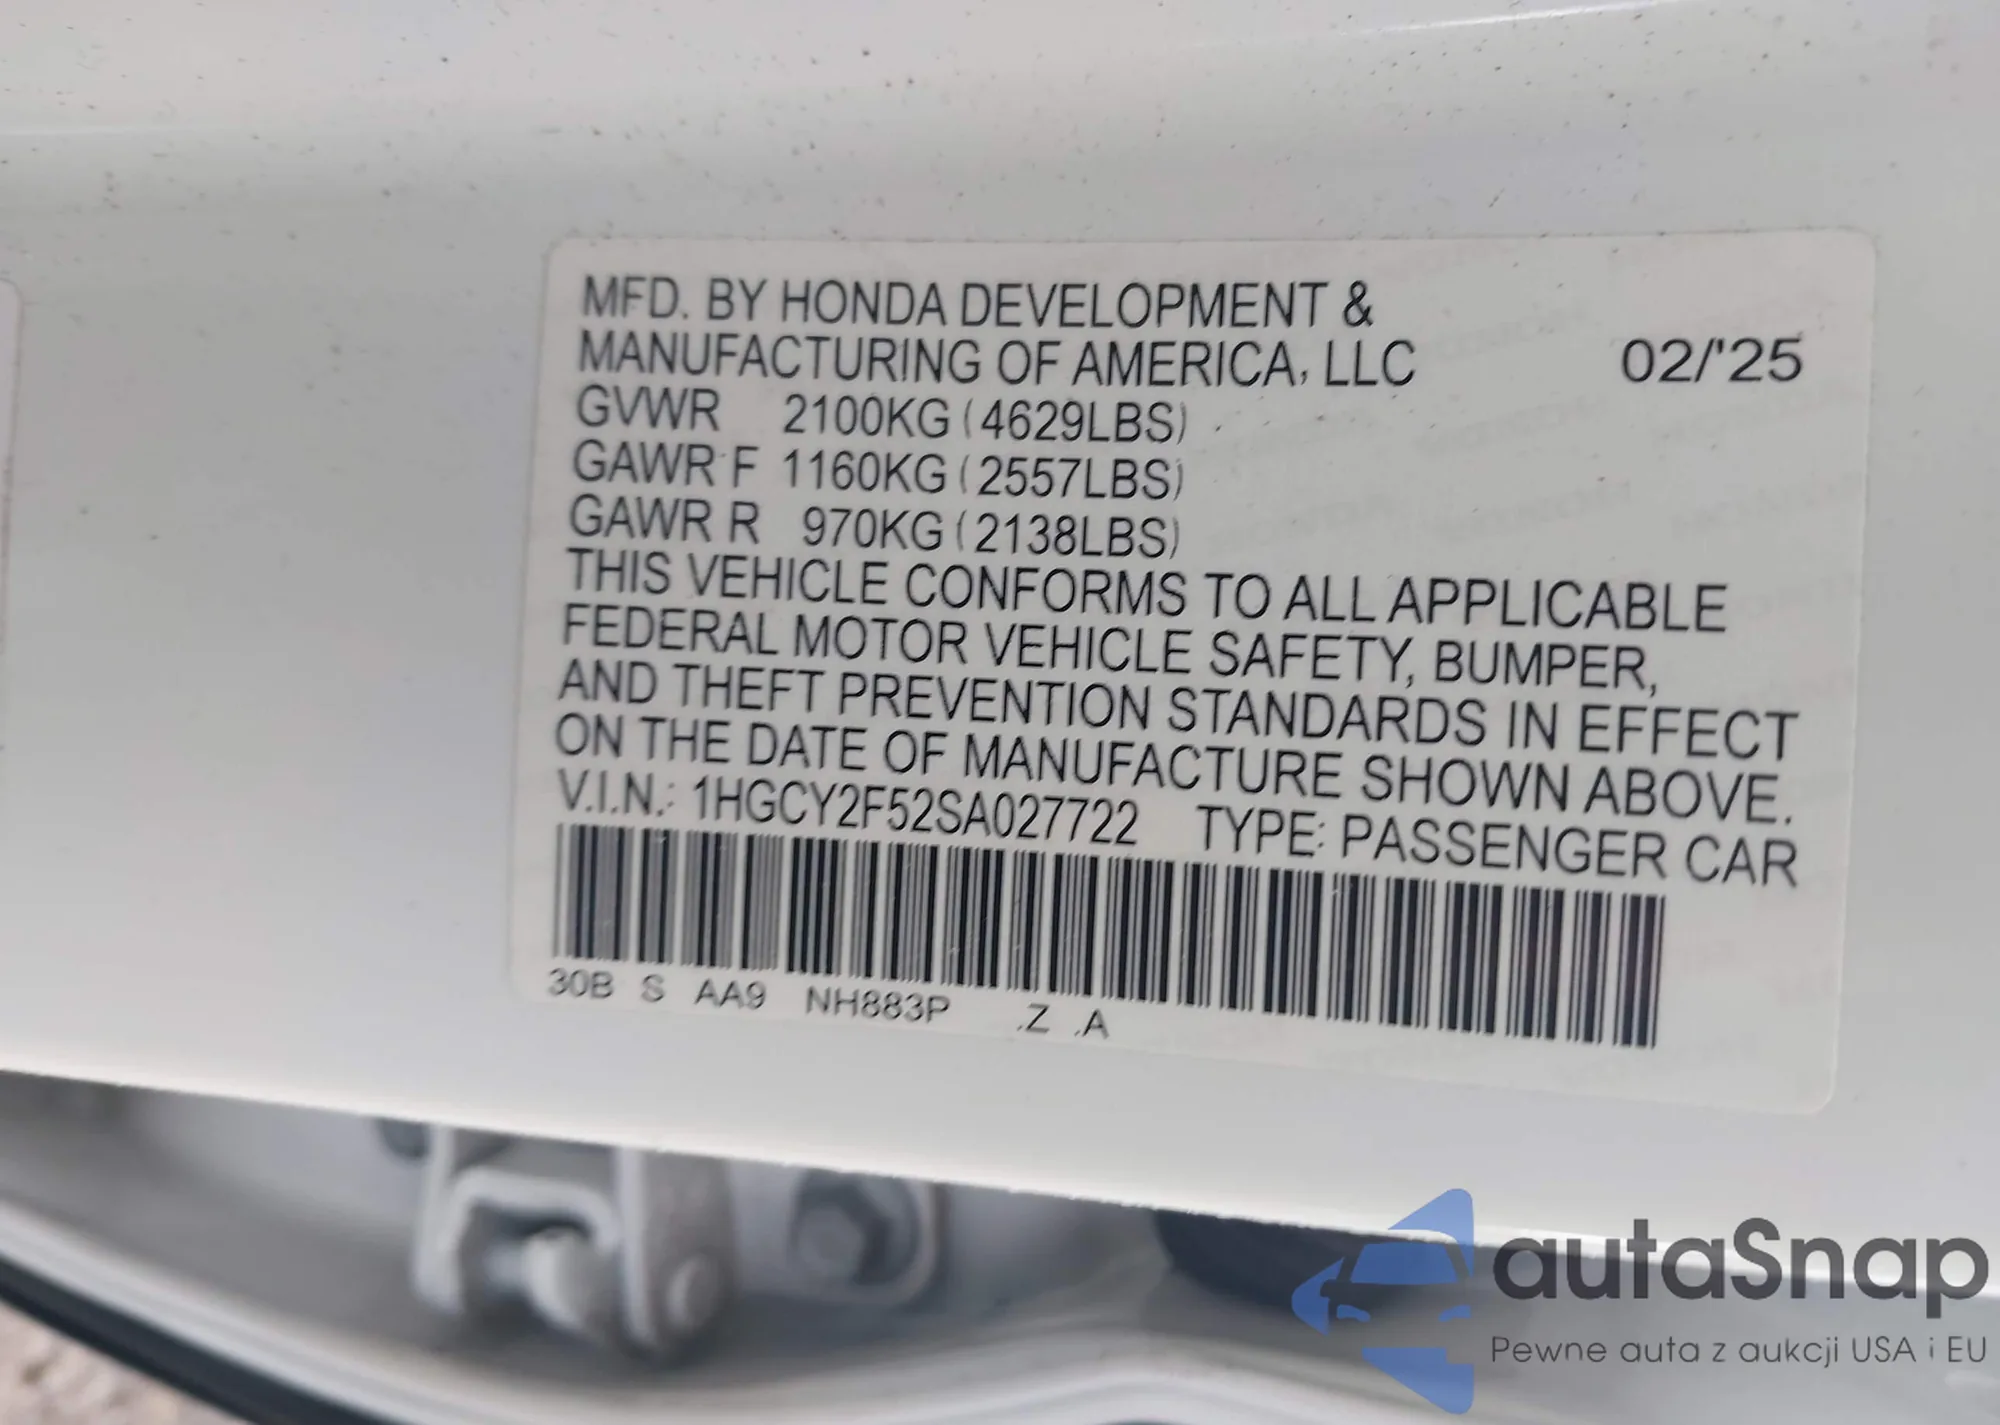 MFD. BY HONDA DEVELOPMENT &
MANUFACTURING OF AMERICA, LLC 02/'25
GVWR 2100KG (4629LBS)
GAWR F 1160KG (2557LBS)
GAWR R 970KG (2138LBS)
THIS VEHICLE CONFORMS TO ALL APPLICABLE
FEDERAL MOTOR VEHICLE SAFETY, BUMPER,
AND THEFT PREVENTION STANDARDS IN EFFECT
ON THE DATE OF MANUFACTURE SHOWN ABOVE.
V.I.N.: 1HGCY2F52SA027722 TYPE: PASSENGER CAR
30B S AA9 NH883P .Z .A
autaSnap
Pewne auta z aukcji USA i EU